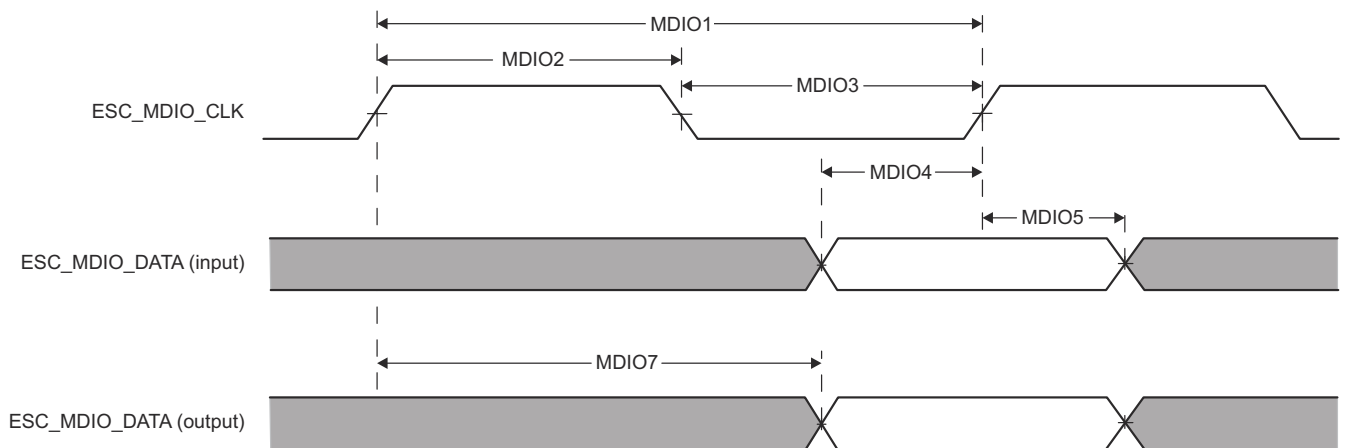 MDIO1
MDIO2
MDIO3
ESC_MDIO_CLK
MDIO4
MDIO5
ESC_MDIO_DATA (input)
MDIO7
ESC_MDIO_DATA (output)